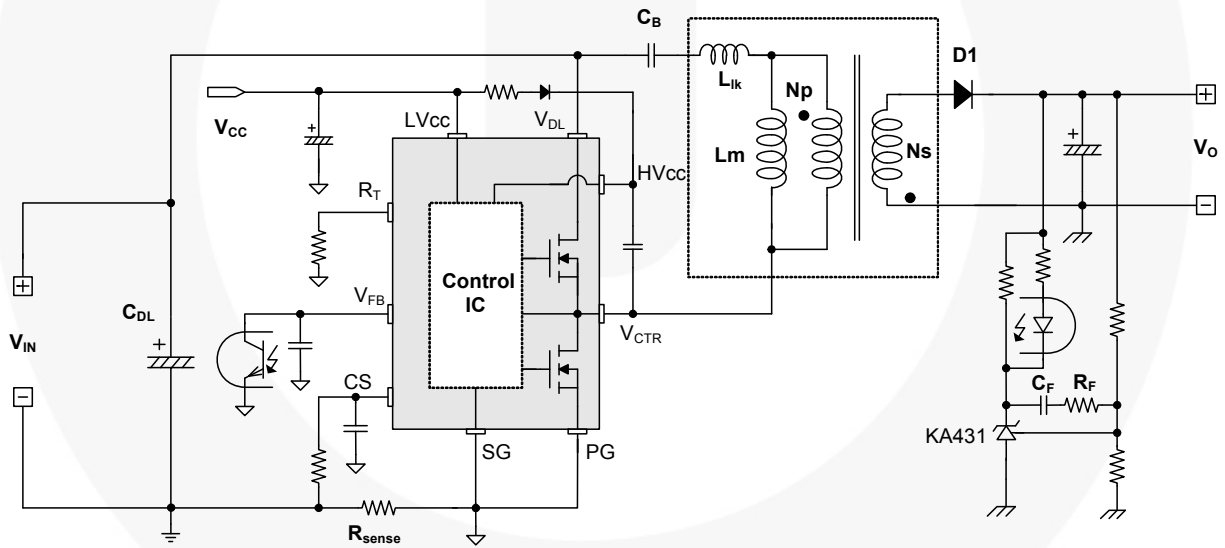 C_B
D1
L_lk
Np
V_CC
LVcc
V_DL
Lm
Ns
V_O
HVcc
R_T
+
-
+
-
Control
IC
V_FB
C_DL
V_IN
V_CTR
CS
C_F
R_F
KA431
SG
PG
R_sense
+
+
+